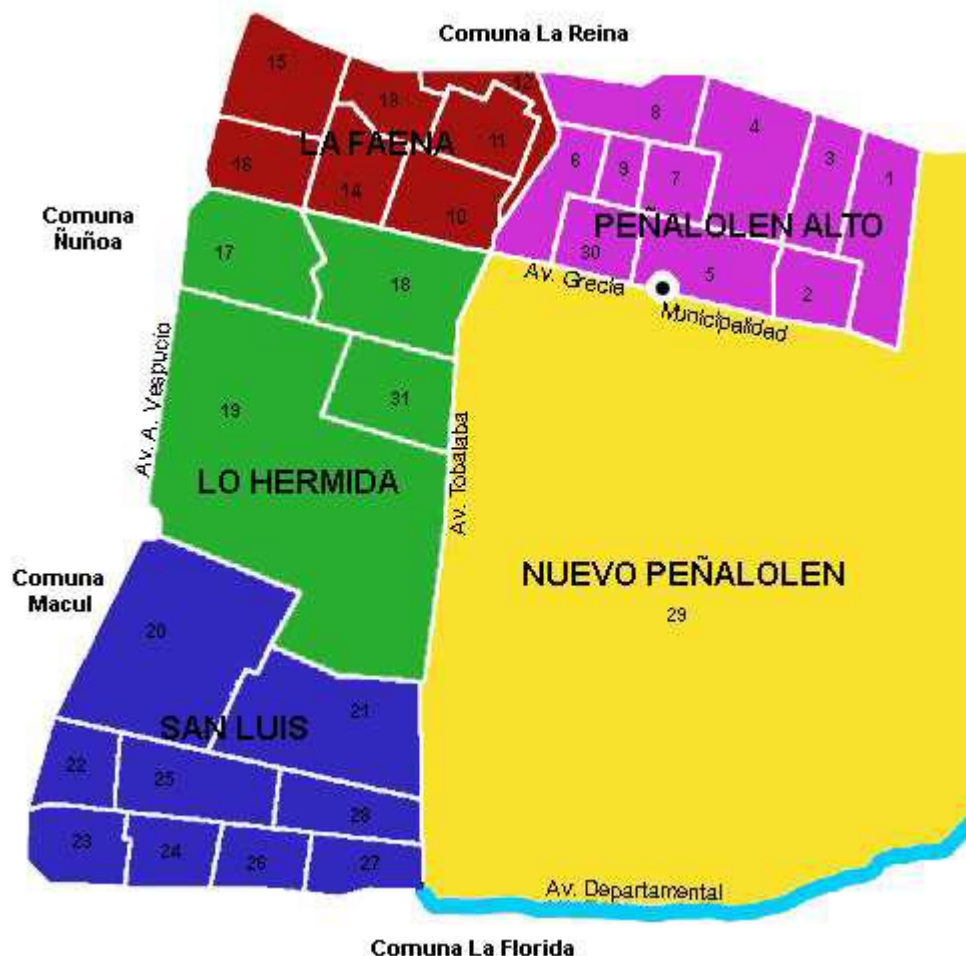 Comuna La Reina
15
13
12
8
4
11
3
LA FAENA
16
6
9
7
1
14
10
PEÑALOLEN ALTO
Comuna
Ñuñoa
17
18
30
5
2
Av. Grecia
Municipalidad
Av. A. Vespucio
19
31
Av. Tobalaba
LO HERMIDA
NUEVO PEÑALOLEN
29
Comuna
Macul
20
21
SAN LUIS
22
25
28
23
24
26
27
Av. Departamental
Comuna La Florida